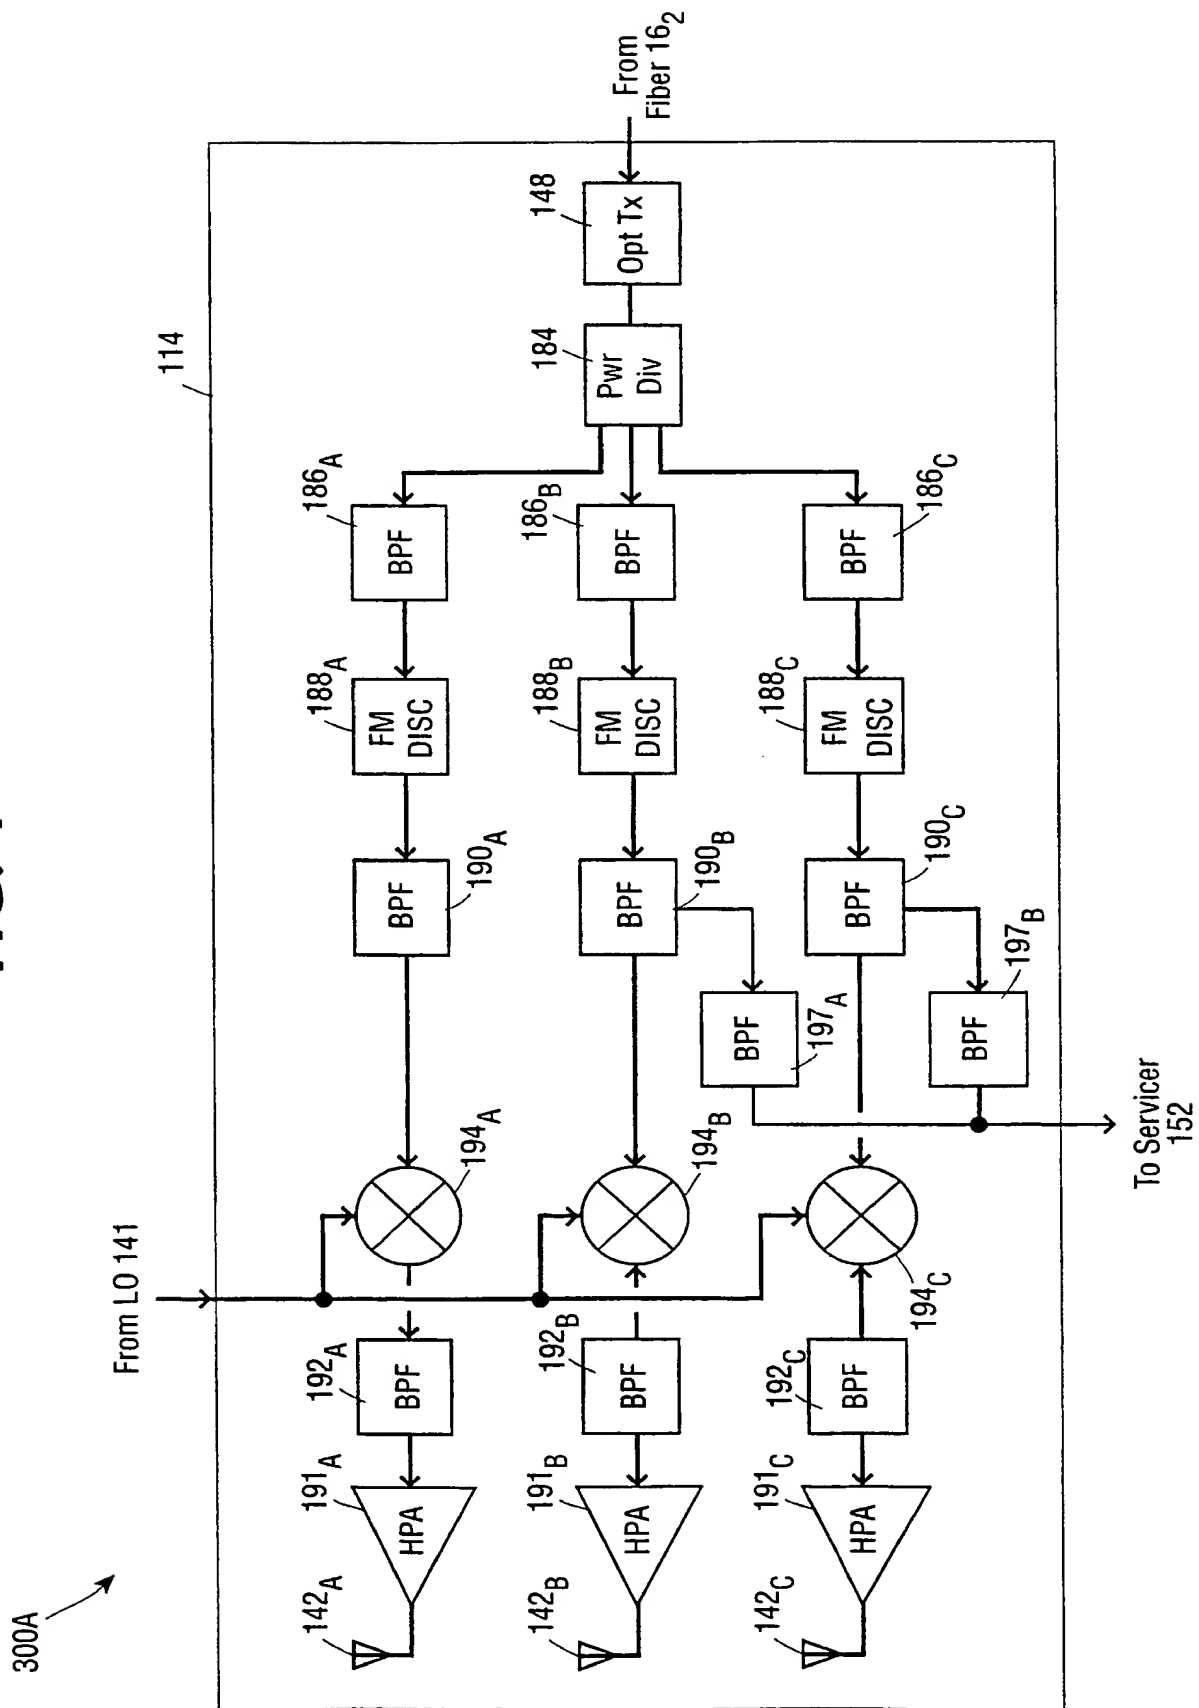 300A
From LO 141
114
142A
191A
HPA
192A
BPF
194A
190A
BPF
188A
FM
DISC
186A
BPF
184
Pwr
Div
148
Opt Tx
From
Fiber 162
142B
191B
HPA
192B
BPF
194B
190B
BPF
188B
FM
DISC
186B
BPF
197A
BPF
142C
191C
HPA
192C
BPF
194C
190C
BPF
188C
FM
DISC
186C
BPF
197B
BPF
To Servicer
152